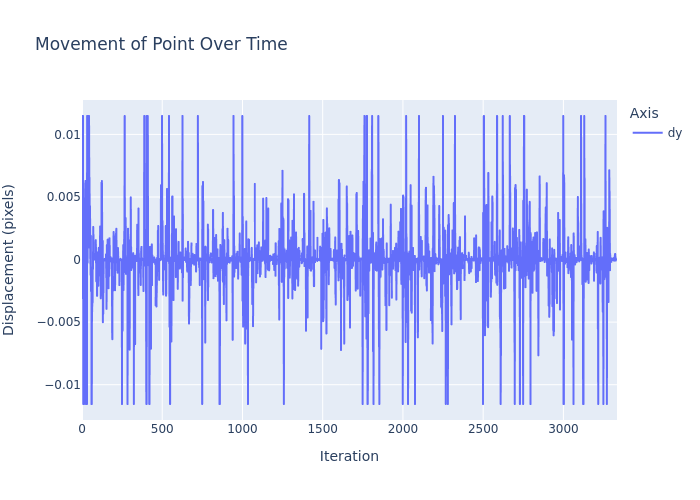 Movement of Point Over Time
Axis
dy
0.01
0.005
0
−0.005
−0.01
Displacement (pixels)
0 500 1000 1500 2000 2500 3000
Iteration